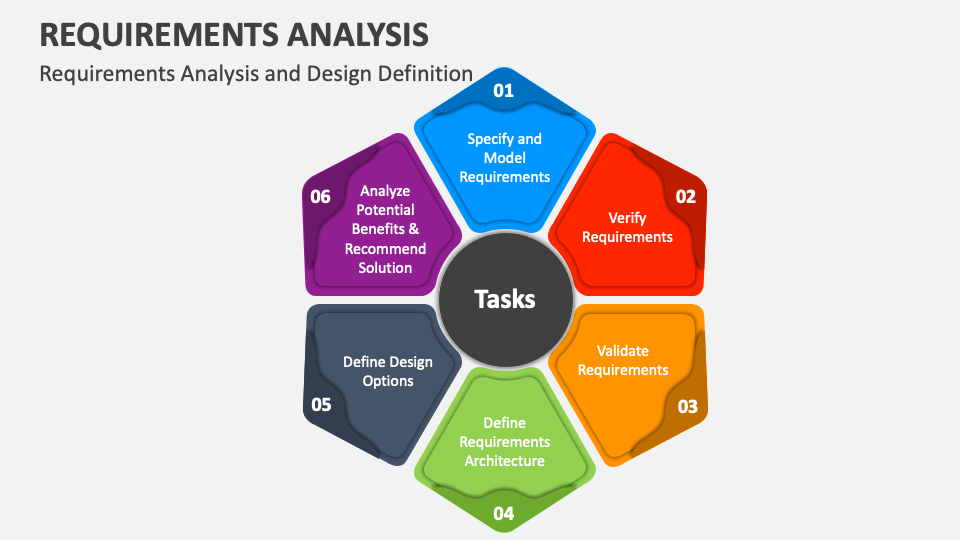 REQUIREMENTS ANALYSIS
Requirements Analysis and Design Definition
01
Specify and
Model
Requirements
02
Verify
Requirements
03
Validate
Requirements
04
Define
Requirements
Architecture
05
Define Design
Options
06
Analyze
Potential
Benefits &
Recommend
Solution
Tasks